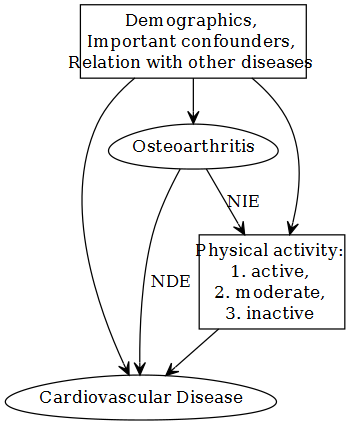 Demographics,
Important confounders,
Relation with other diseases
Osteoarthritis
NIE
Physical activity:
1. active,
2. moderate,
3. inactive
NDE
Cardiovascular Disease